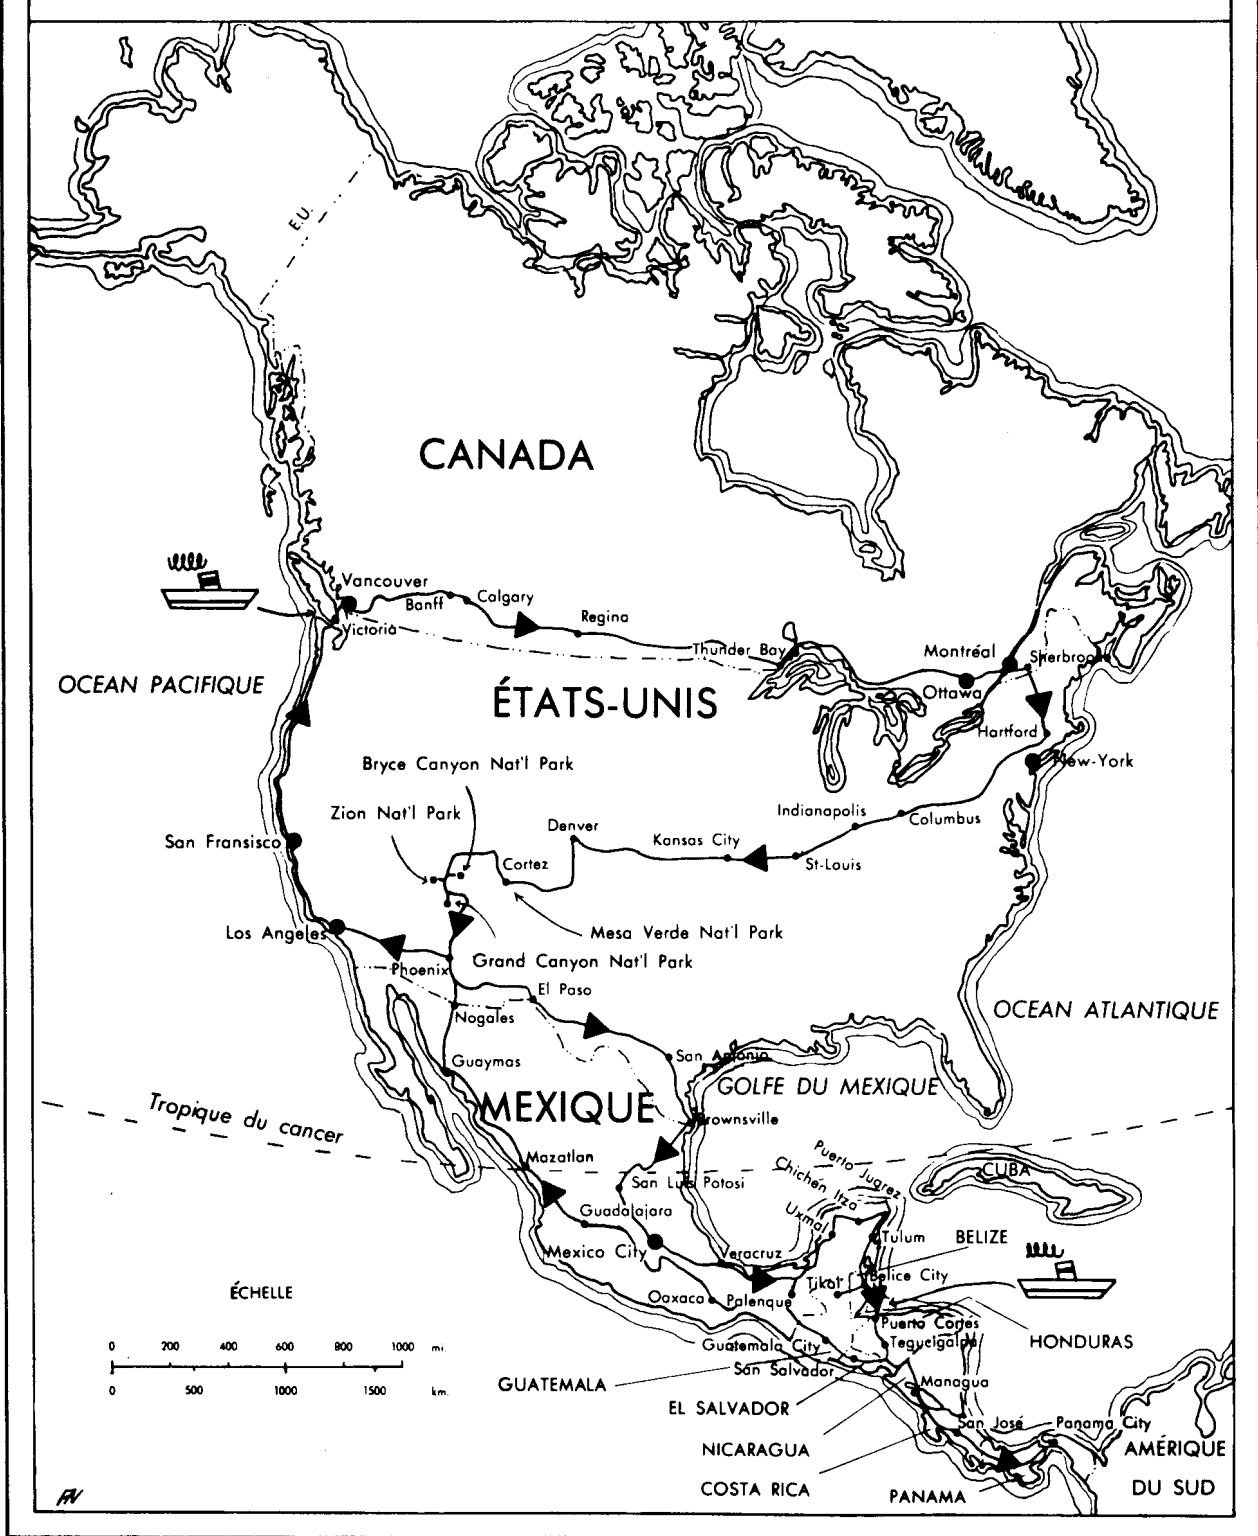 E.U.
CANADA
Vancouver
Banff
Calgary
Regina
Victoria
Thunder Bay
Montréal
Sherbrooke
Ottawa
OCEAN PACIFIQUE
ÉTATS-UNIS
Hartford
New-York
Bryce Canyon Nat'l Park
Zion Nat'l Park
Indianapolis
Columbus
Denver
Kansas City
San Fransisco
Cortez
St-Louis
Los Angeles
Mesa Verde Nat'l Park
Phoenix
Grand Canyon Nat'l Park
El Paso
Nogales
OCEAN ATLANTIQUE
Guaymas
San Antonio
GOLFE DU MEXIQUE
MEXIQUE
Brownsville
Tropique du cancer
Mazatlan
San Luis Potosi
Puerto Juarez
Chichen Itza
CUBA
Uxmal
Guadalajara
Tulum
BELIZE
Mexico City
Veracruz
Tikal
Belice City
Oaxaca
Palenque
ÉCHELLE
Puerto Cortes
Tegucigalpa
HONDURAS
0 200 400 600 800 1000 mi.
0 500 1000 1500 km.
Guatemala City
San Salvador
GUATEMALA
Managua
EL SALVADOR
San José
Panama City
NICARAGUA
AMÉRIQUE
DU SUD
COSTA RICA
PANAMA